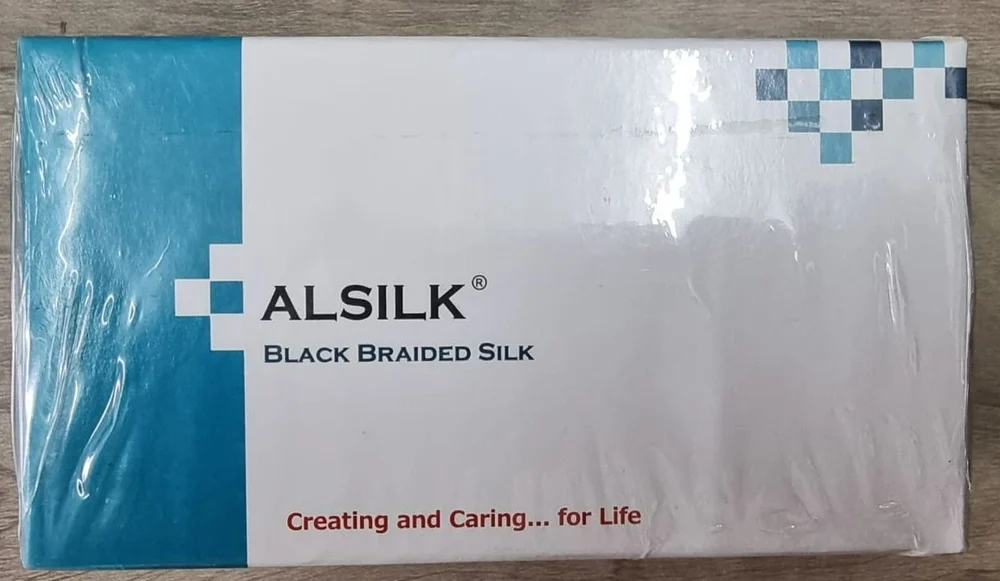 ALSILK®
BLACK BRAIDED SILK
Creating and Caring... for Life